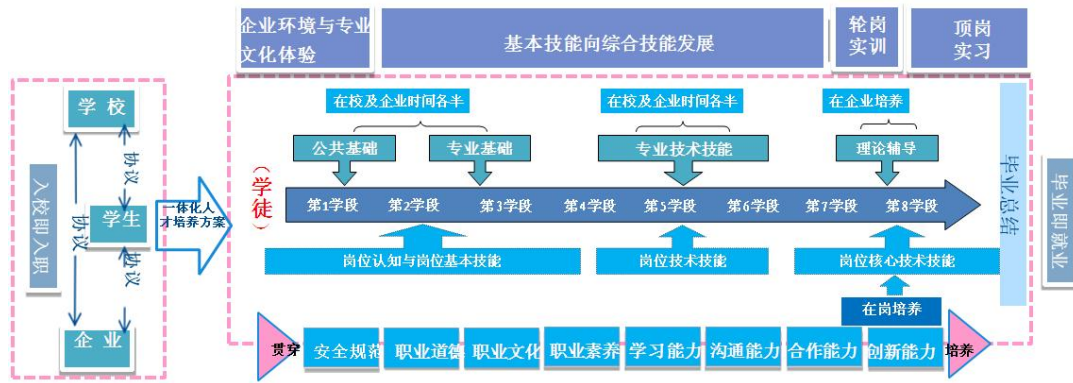 企业环境与专业
文化体验
基本技能向综合技能发展
轮岗
实训
顶岗
实习
学 校
协议
入校即入职
协议
学生
协议
企 业
一体化人
才培养方案
在校及企业时间各半
在校及企业时间各半
在企业培养
公共基础
专业基础
专业技术技能
理论辅导
(学徒)
第1学段
第2学段
第3学段
第4学段
第5学段
第6学段
第7学段
第8学段
毕业总结
毕业即就业
岗位认知与岗位基本技能
岗位技术技能
岗位核心技术技能
在岗培养
贯穿
安全规范
职业道德
职业文化
职业素养
学习能力
沟通能力
合作能力
创新能力
培养